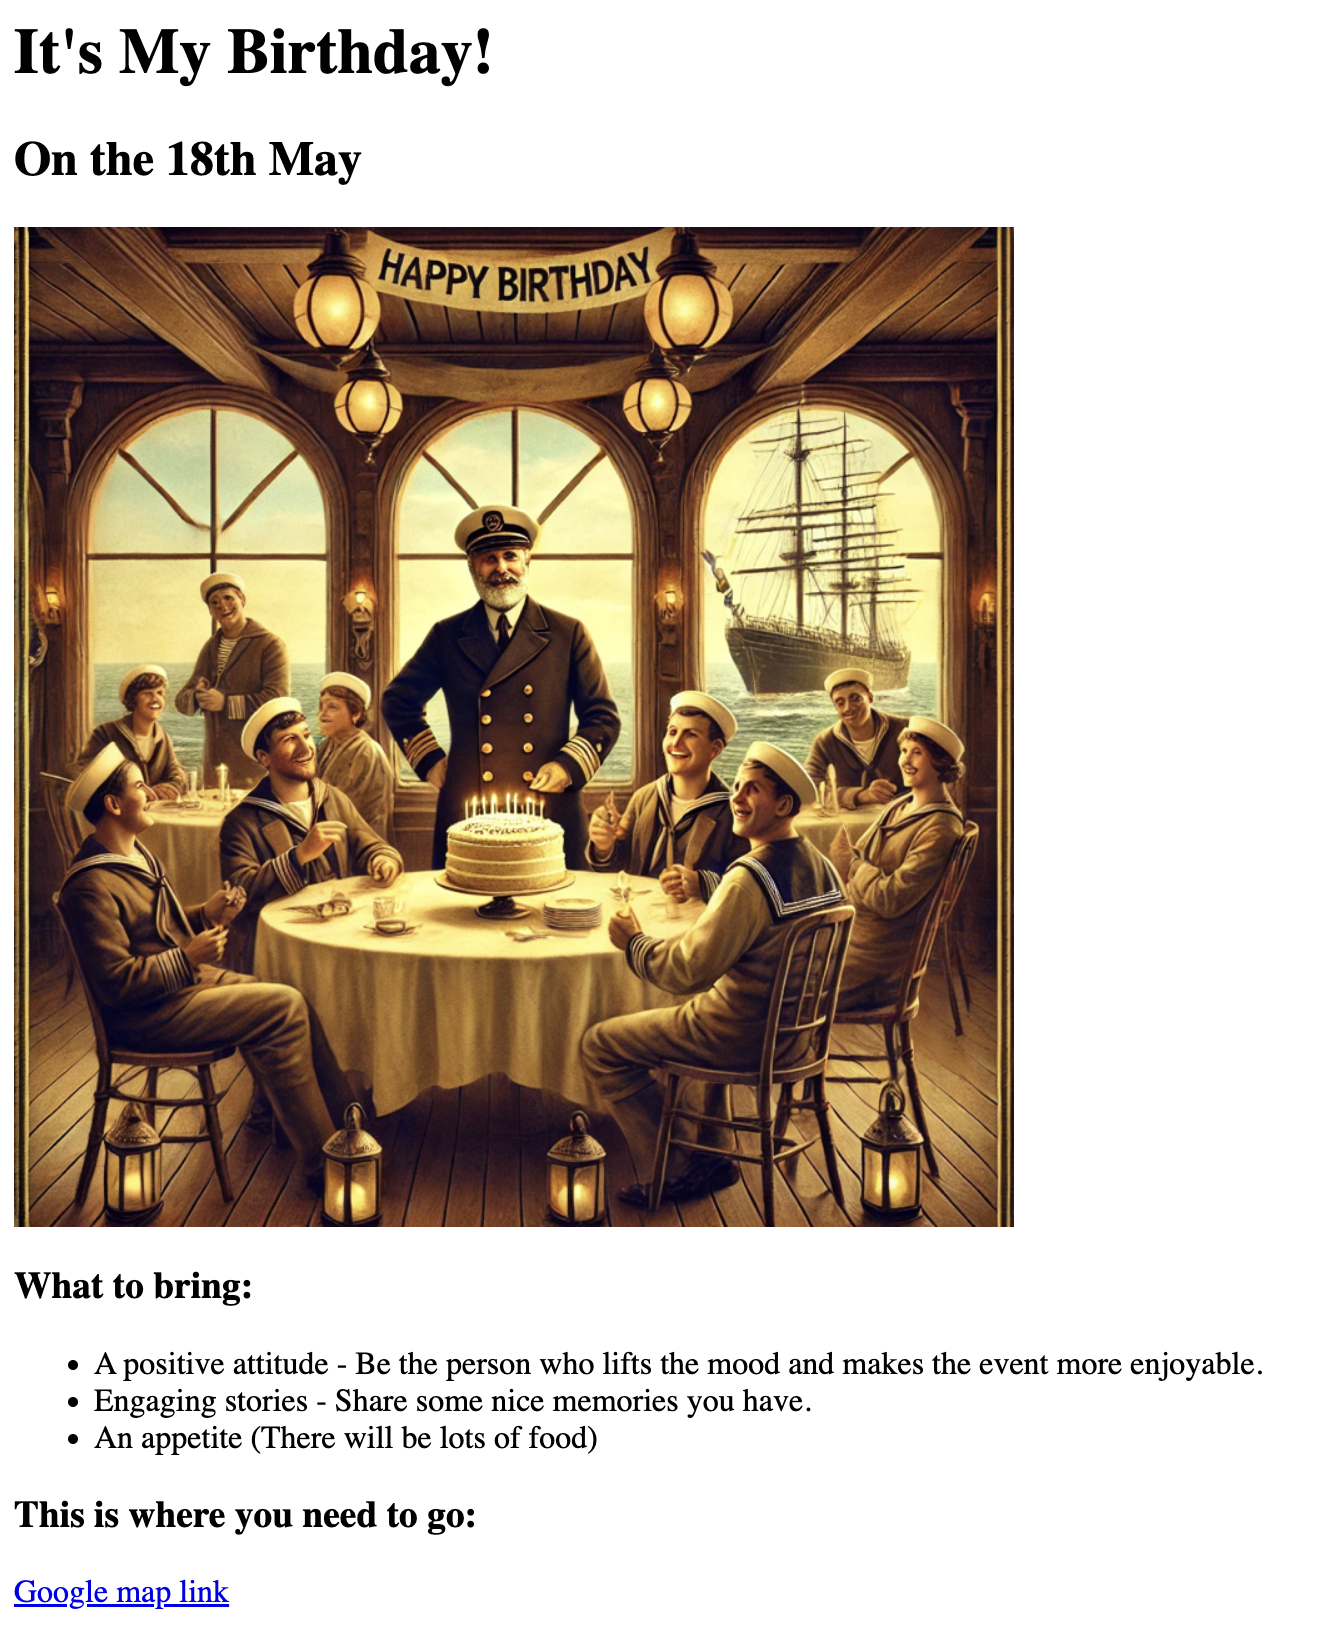 It's My Birthday!
On the 18th May
HAPPY BIRTHDAY
What to bring:
A positive attitude - Be the person who lifts the mood and makes the event more enjoyable.
Engaging stories - Share some nice memories you have.
An appetite (There will be lots of food)
This is where you need to go:
Google map link